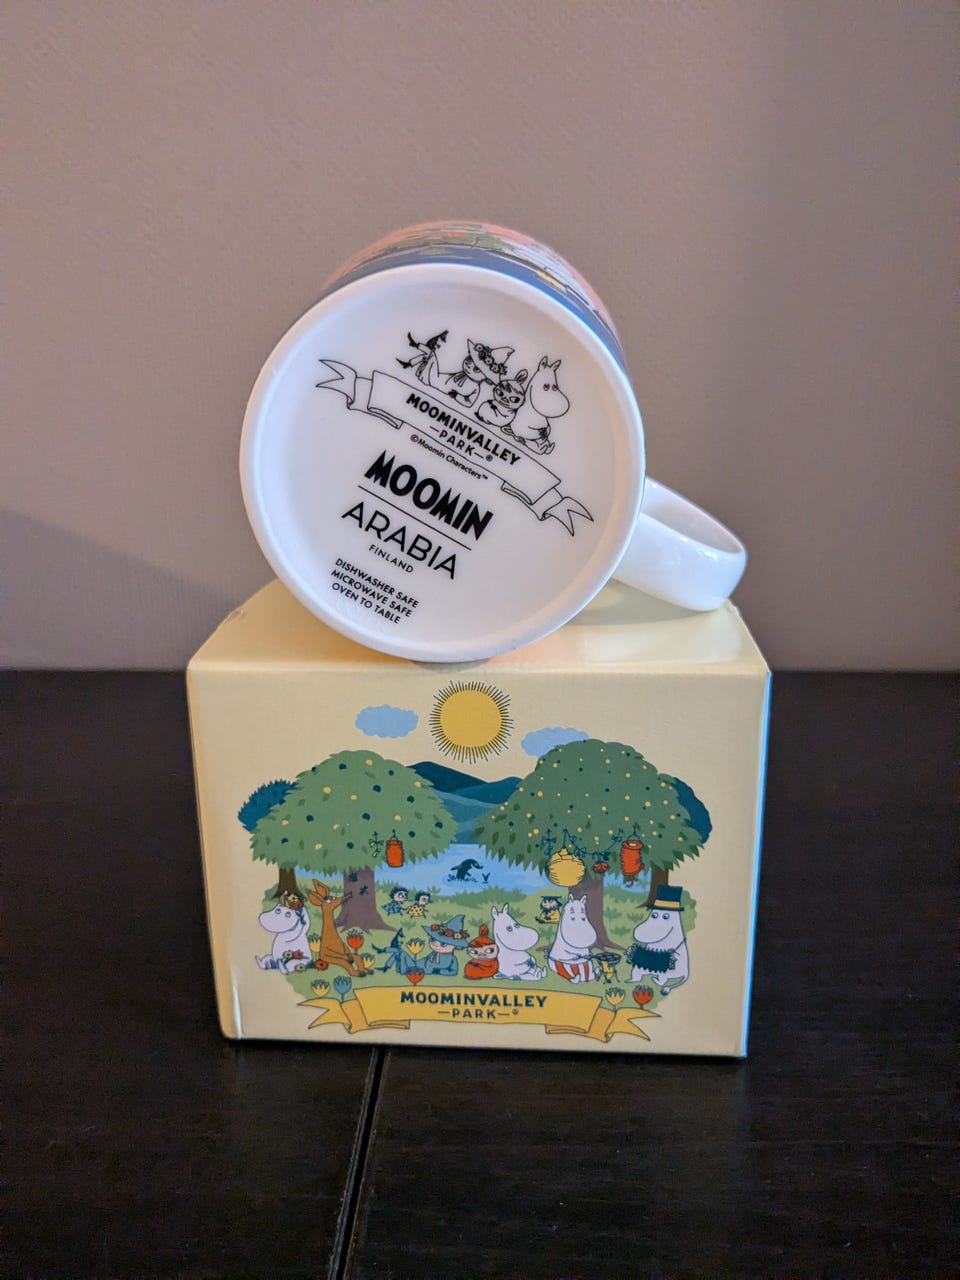 MOOMINVALLEY
—PARK—®
©Moomin Characters™
MOOMIN
ARABIA
FINLAND
DISHWASHER SAFE
MICROWAVE SAFE
OVEN TO TABLE
MOOMINVALLEY
—PARK—®